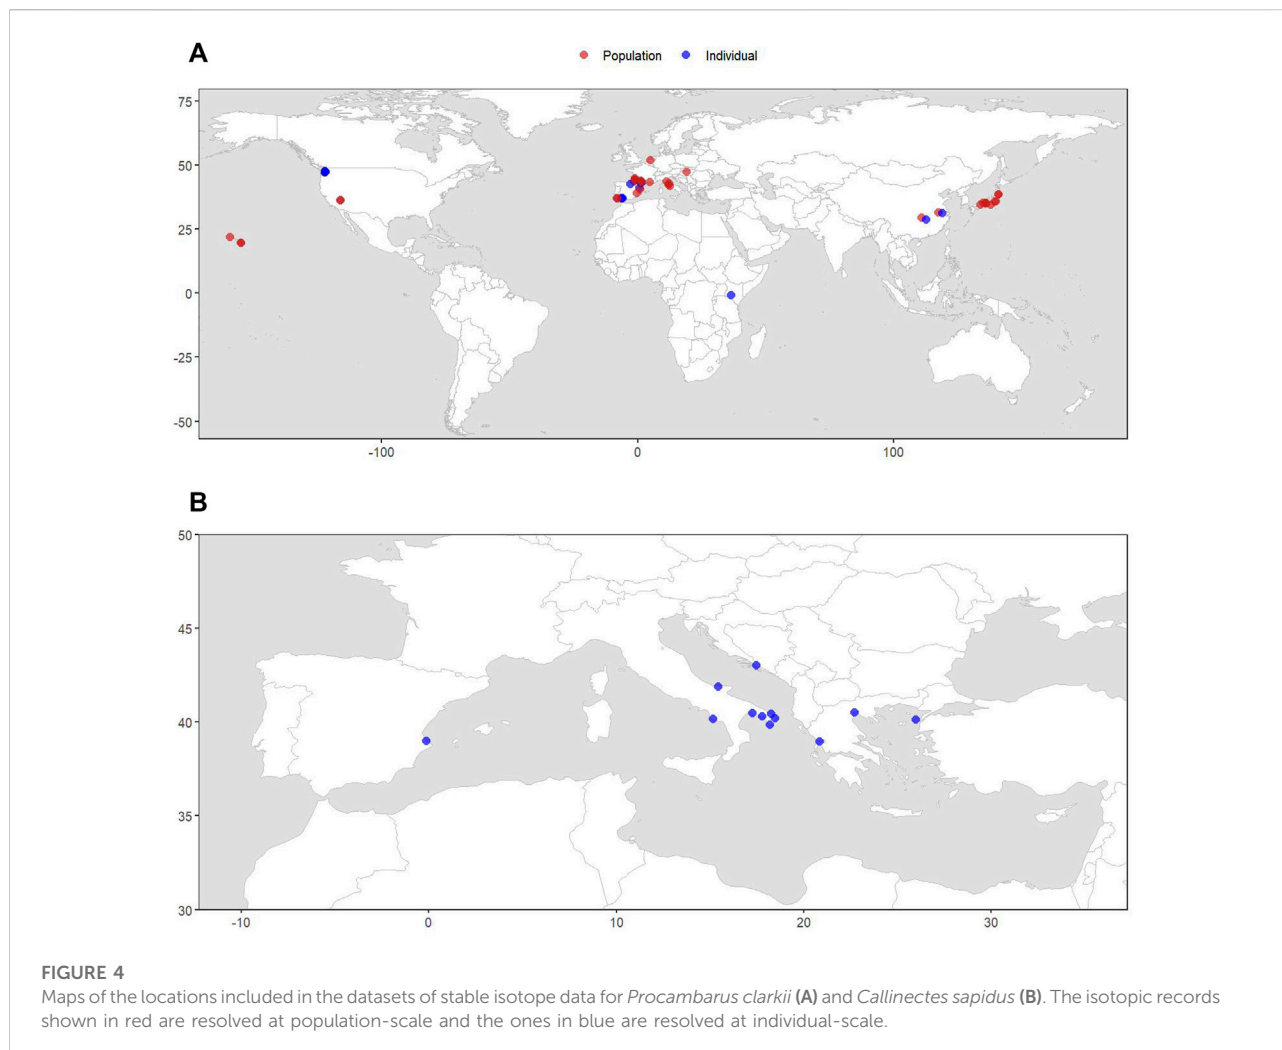 A
Population Individual
75
50
25
0
-25
-50
-100 0 100
B
50
45
40
35
30
-10 0 10 20 30
FIGURE 4
Maps of the locations included in the datasets of stable isotope data for Procambarus clarkii (A) and Callinectes sapidus (B). The isotopic records
shown in red are resolved at population-scale and the ones in blue are resolved at individual-scale.